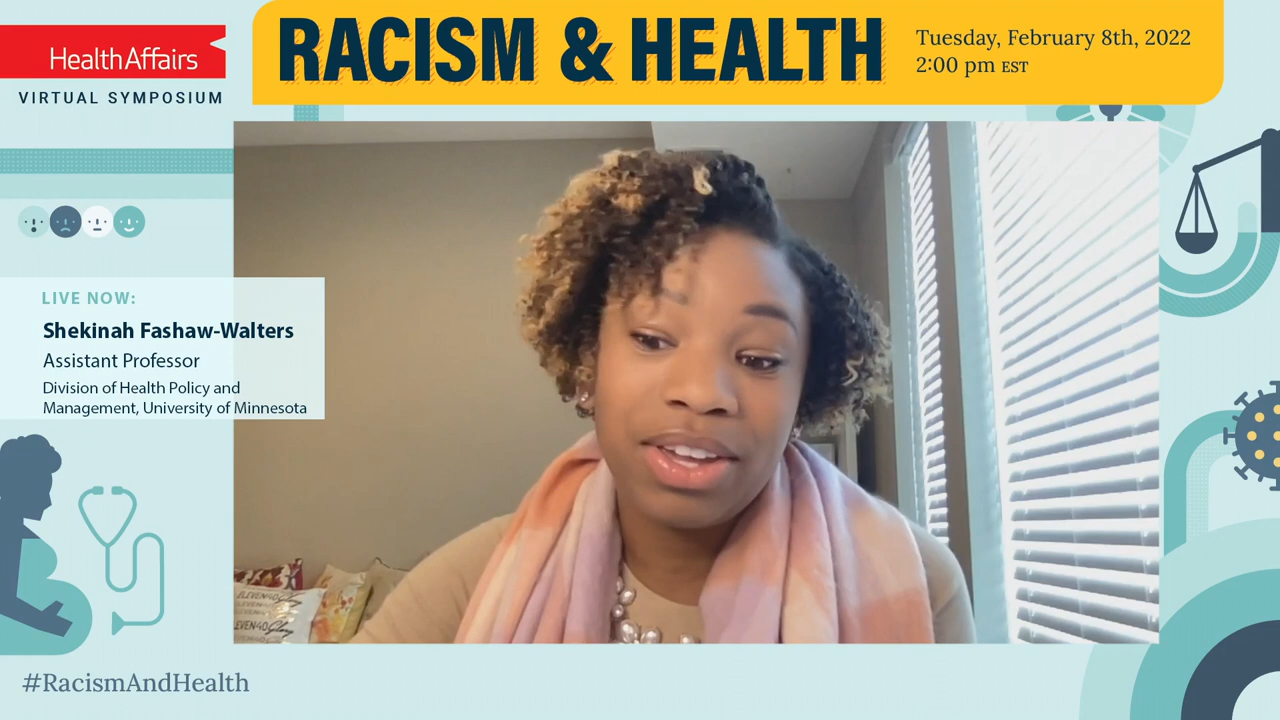 HealthAffairs
VIRTUAL SYMPOSIUM
RACISM & HEALTH
Tuesday, February 8th, 2022
2:00 pm EST
LIVE NOW:
Shekinah Fashaw-Walters
Assistant Professor
Division of Health Policy and
Management, University of Minnesota
#RacismAndHealth